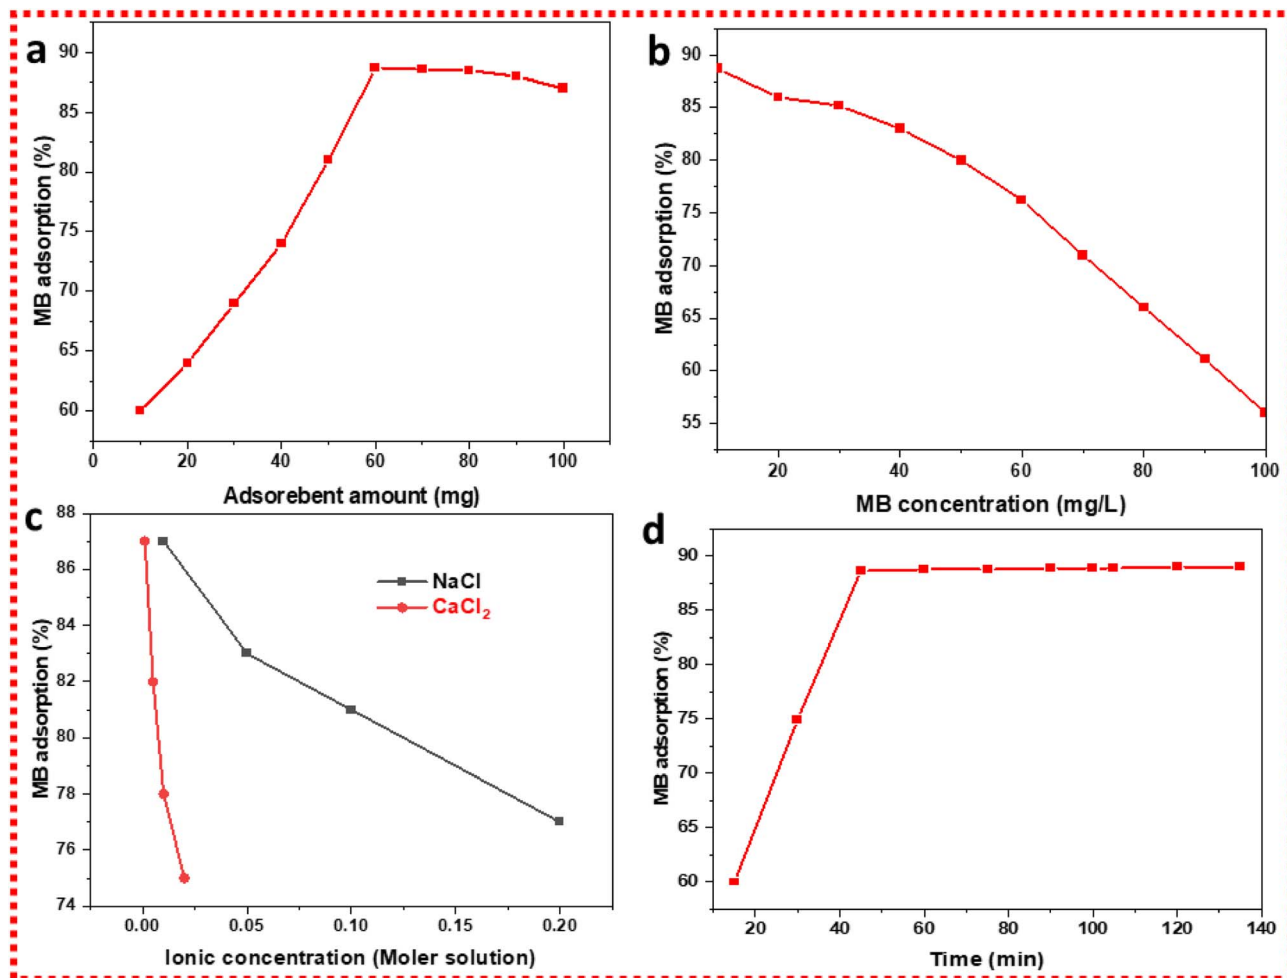 a
90
85
80
75
70
65
60
MB adsorption (%)
0 20 40 60 80 100
Adsorebent amount (mg)
b
90
85
80
75
70
65
60
55
MB adsorption (%)
20 40 60 80 100
MB concentration (mg/L)
c
88
86
84
82
80
78
76
74
MB adsorption (%)
NaCl
CaCl₂
0.00 0.05 0.10 0.15 0.20
Ionic concentration (Moler solution)
d
90
85
80
75
70
65
60
MB adsorption (%)
20 40 60 80 100 120 140
Time (min)